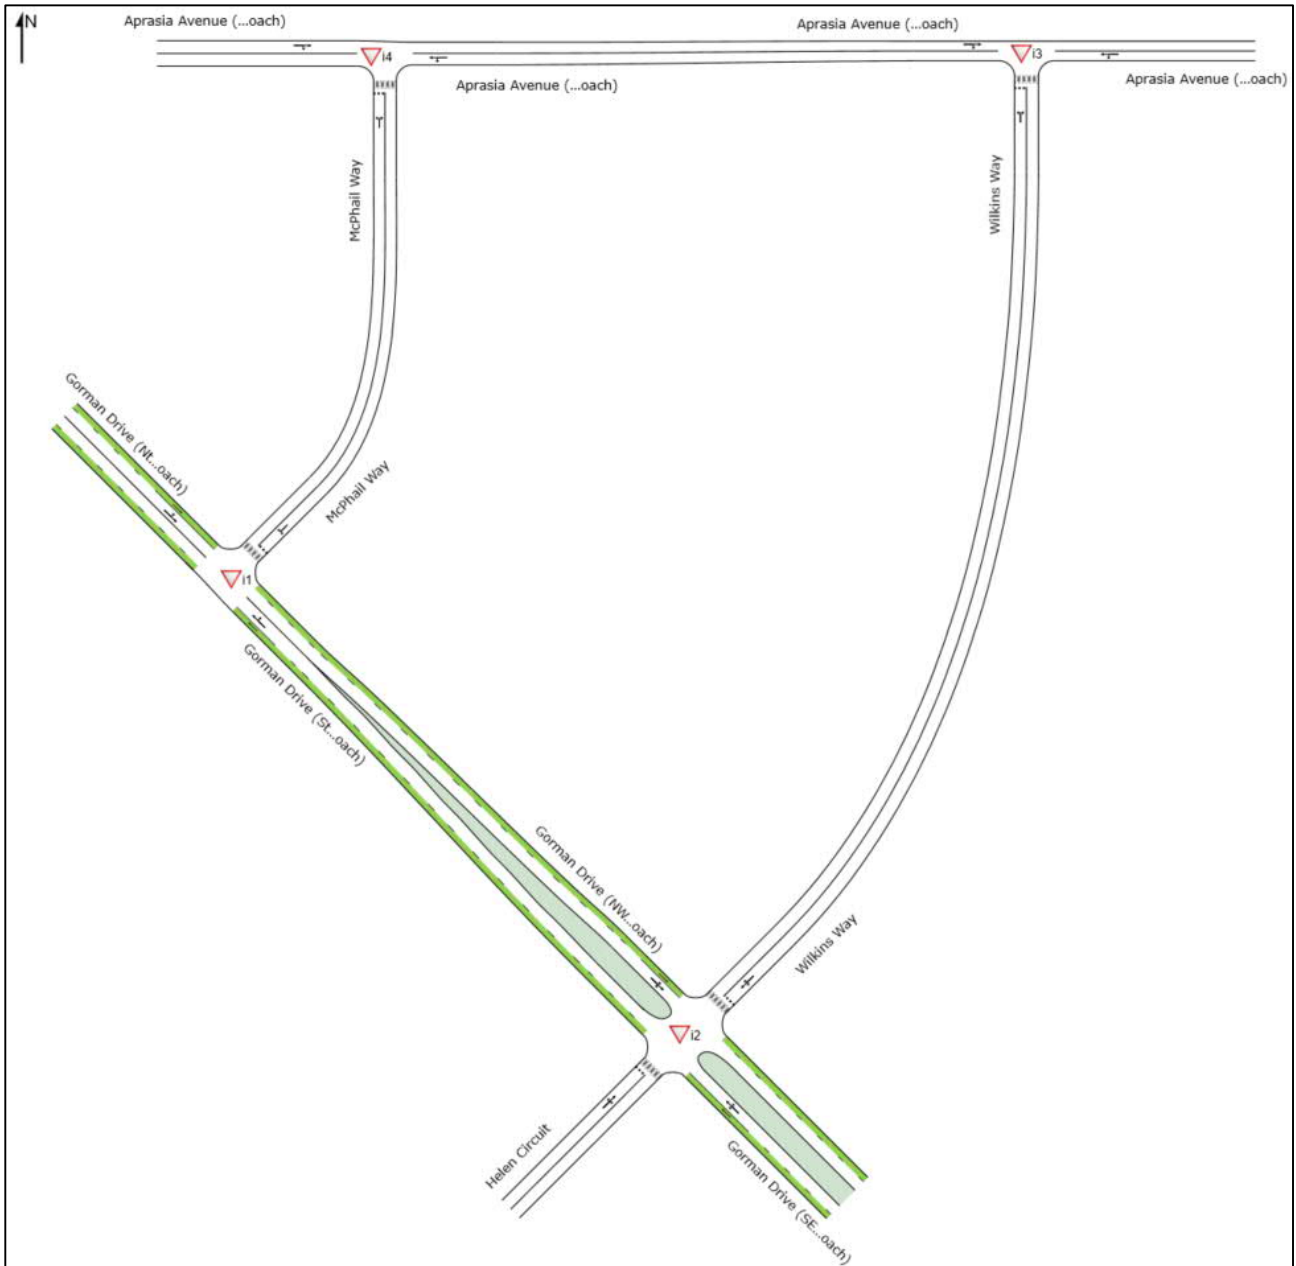 N
Aprasia Avenue (...oach)
Aprasia Avenue (...oach)
i4
i3
Aprasia Avenue (...oach)
Aprasia Avenue (...oach)
McPhail Way
Wilkins Way
Gorman Drive (Nt...oach)
McPhail Way
i1
Gorman Drive (St...oach)
Gorman Drive (NW...oach)
Wilkins Way
i2
Helen Circuit
Gorman Drive (SE...oach)